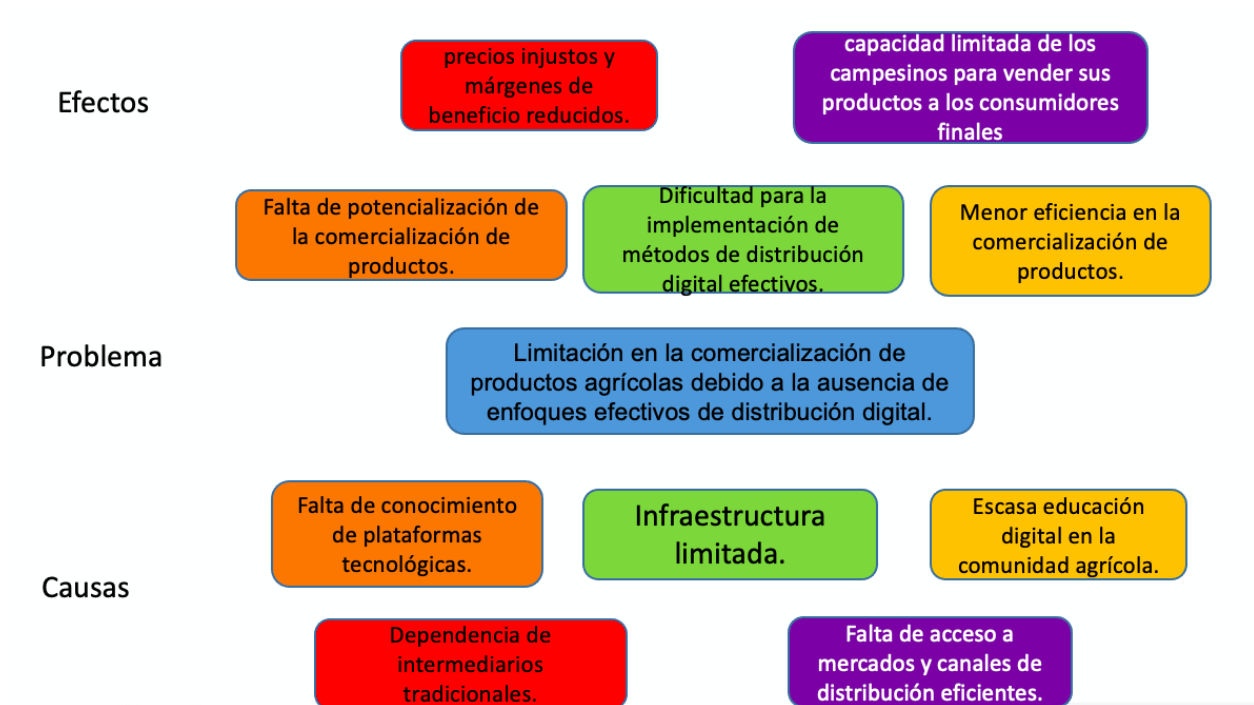 Efectos
precios injustos y
márgenes de
beneficio reducidos.
capacidad limitada de los
campesinos para vender sus
productos a los consumidores
finales
Falta de potencialización de
la comercialización de
productos.
Dificultad para la
implementación de
métodos de distribución
digital efectivos.
Menor eficiencia en la
comercialización de
productos.
Problema
Limitación en la comercialización de
productos agrícolas debido a la ausencia de
enfoques efectivos de distribución digital.
Causas
Falta de conocimiento
de plataformas
tecnológicas.
Infraestructura
limitada.
Escasa educación
digital en la
comunidad agrícola.
Dependencia de
intermediarios
tradicionales.
Falta de acceso a
mercados y canales de
distribución eficientes.